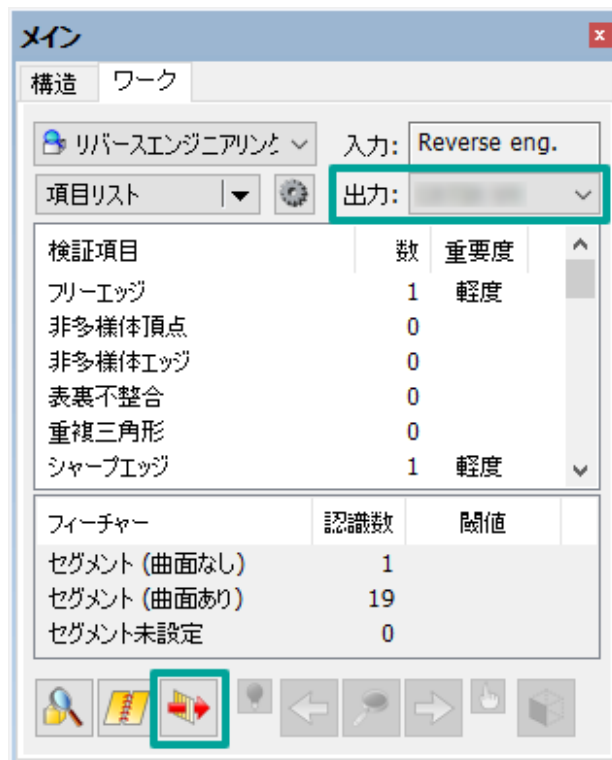 メイン
構造 ワーク
リバースエンジニアリングと 入力: Reverse eng.
項目リスト 出力:
検証項目 数 重要度
フリーエッジ 1 軽度
非多様体頂点 0
非多様体エッジ 0
表裏不整合 0
重複三角形 0
シャープエッジ 1 軽度
フィーチャー 認識数 閾値
セグメント (曲面なし) 1
セグメント (曲面あり) 19
セグメント未設定 0